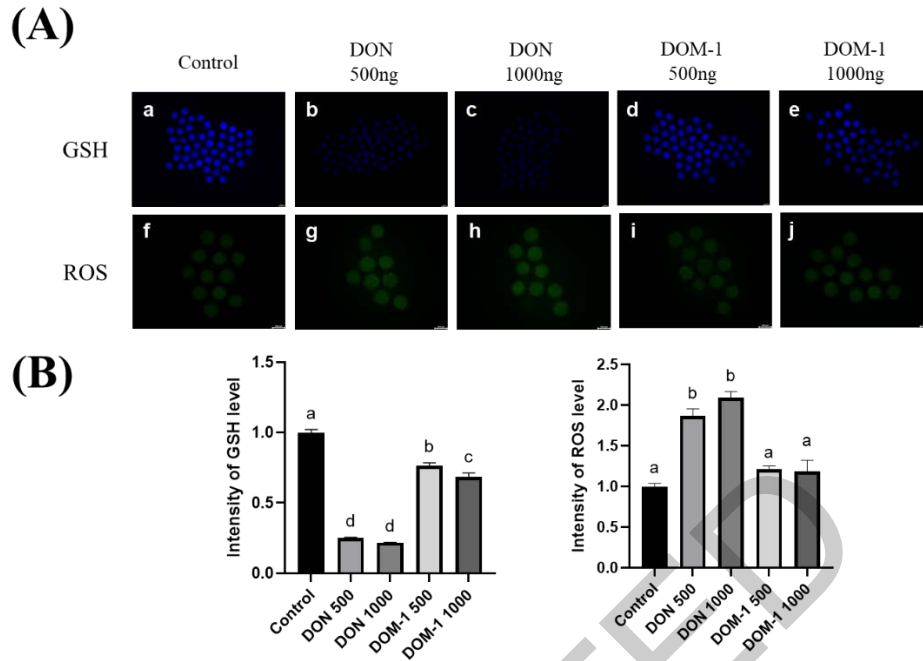 (A)
Control
DON
500ng
DON
1000ng
DOM-1
500ng
DOM-1
1000ng
GSH
a
b
c
d
e
ROS
f
g
h
i
j
(B)
Intensity of GSH level
1.5
1.0
0.5
0.0
a
d
d
b
c
Control
DON 500
DON 1000
DOM-1 500
DOM-1 1000
Intensity of ROS level
2.5
2.0
1.5
1.0
0.5
0.0
a
b
b
a
a
Control
DON 500
DON 1000
DOM-1 500
DOM-1 1000